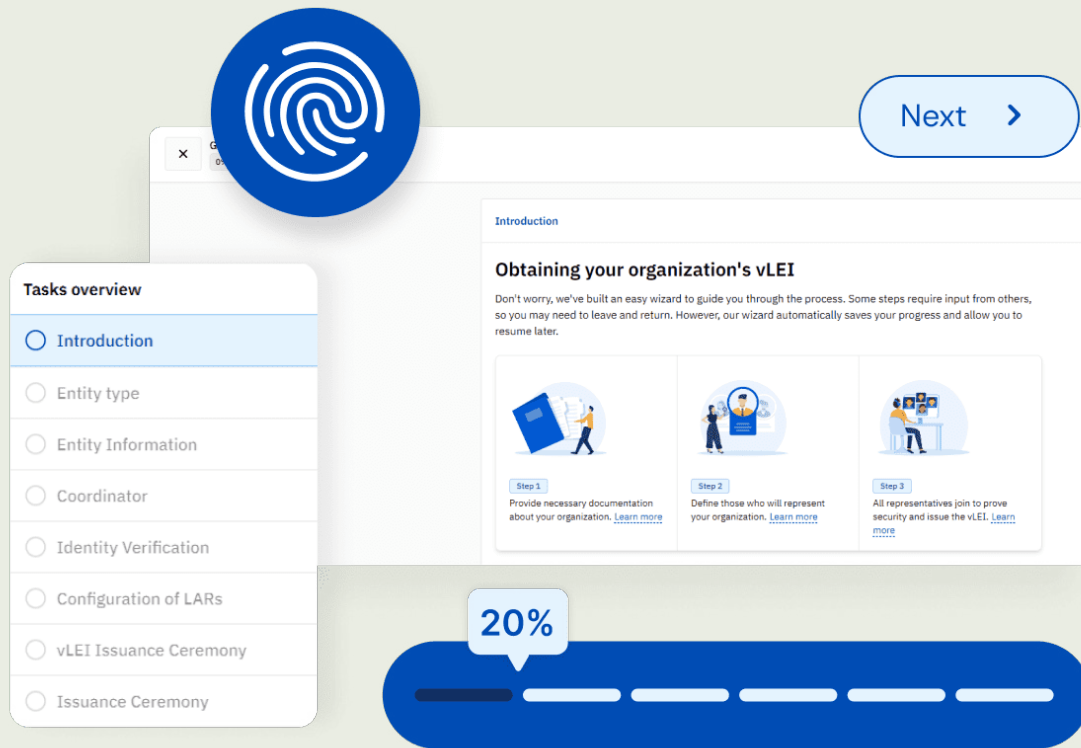 Next
Introduction
Obtaining your organization's vLEI
Don't worry, we've built an easy wizard to guide you through the process. Some steps require input from others,
so you may need to leave and return. However, our wizard automatically saves your progress and allow you to
resume later.
Step 1
Provide necessary documentation
about your organization. Learn more
Step 2
Define those who will represent
your organization. Learn more
Step 3
All representatives join to prove
security and issue the vLEI. Learn
more
Tasks overview
Introduction
Entity type
Entity Information
Coordinator
Identity Verification
Configuration of LARs
vLEI Issuance Ceremony
Issuance Ceremony
20%